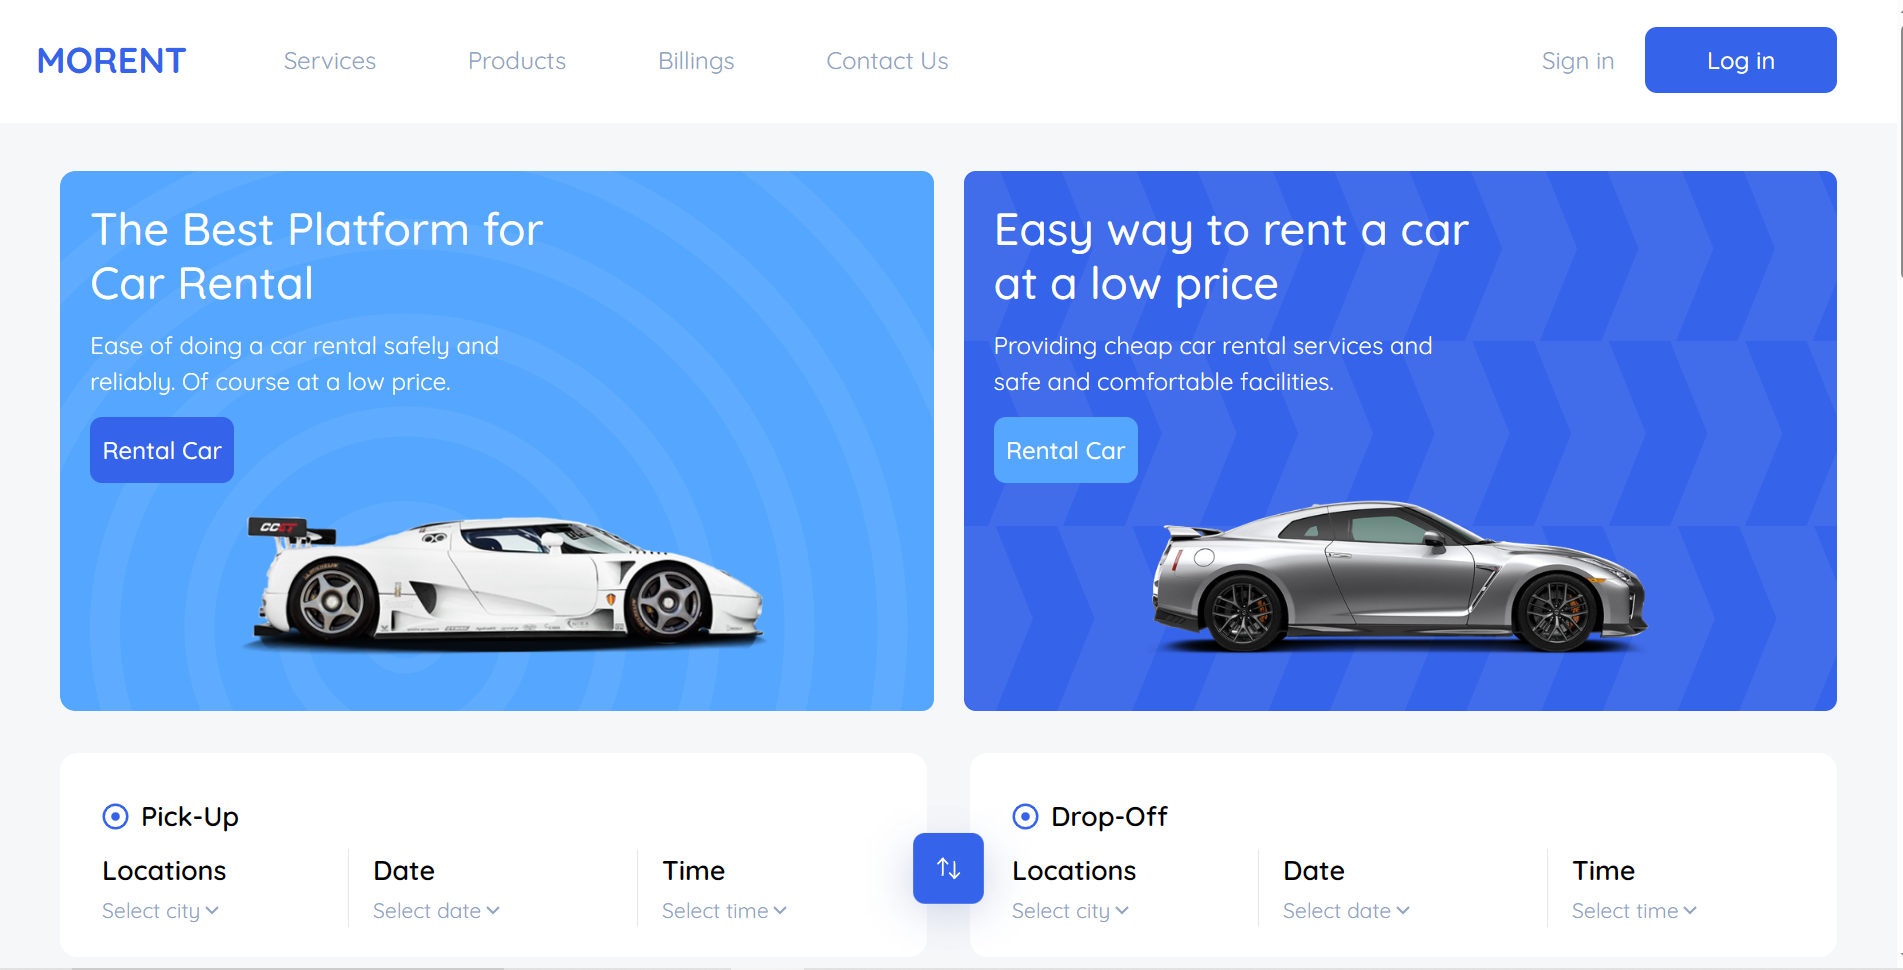 MORENT
Services
Products
Billings
Contact Us
Sign in
Log in
The Best Platform for
Car Rental
Ease of doing a car rental safely and
reliably. Of course at a low price.
Rental Car
Easy way to rent a car
at a low price
Providing cheap car rental services and
safe and comfortable facilities.
Rental Car
Pick-Up
Locations
Select city
Date
Select date
Time
Select time
Drop-Off
Locations
Select city
Date
Select date
Time
Select time